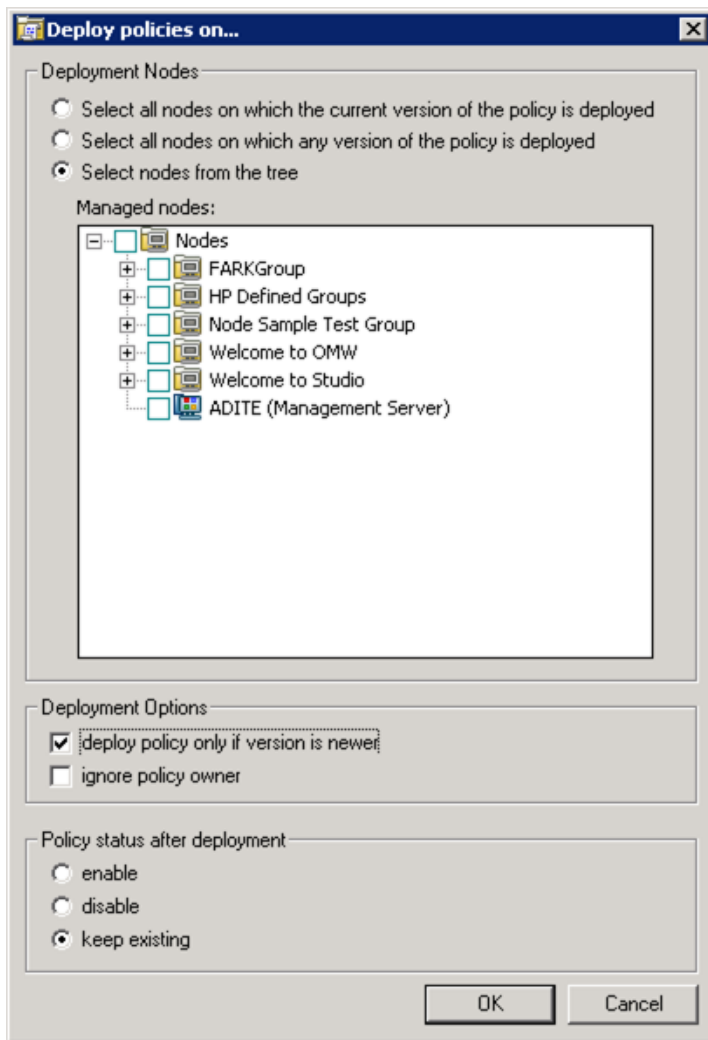 Deploy policies on...
Deployment Nodes
Select all nodes on which the current version of the policy is deployed
Select all nodes on which any version of the policy is deployed
Select nodes from the tree
Managed nodes:
Nodes
FARKGroup
HP Defined Groups
Node Sample Test Group
Welcome to OMW
Welcome to Studio
ADITE (Management Server)
Deployment Options
deploy policy only if version is newer
ignore policy owner
Policy status after deployment
enable
disable
keep existing
OK Cancel